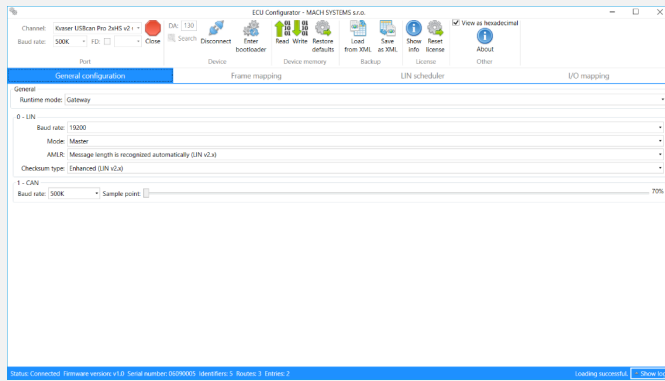 ECU Configurator - MACH SYSTEMS s.r.o.
Channel: Kvaser USBcan Pro 2xHS v2 (
Baud rate: 500K FD: Close
DA: 130
Search Disconnect Enter bootloader
Read Write Restore defaults
Load from XML Save as XML
Show info Reset license
View as hexadecimal
About
Port Device Device memory Backup License Other
General configuration Frame mapping LIN scheduler I/O mapping
General
Runtime mode: Gateway
0 - LIN
Baud rate: 19200
Mode: Master
AMLR: Message length is recognized automatically (LIN v2.x)
Checksum type: Enhanced (LIN v2.x)
1 - CAN
Baud rate: 500K Sample point: 70%
Status: Connected Firmware version: v1.0 Serial number: 06090005 Identifiers: 5 Routes: 3 Entries: 2 Loading successful. Show log